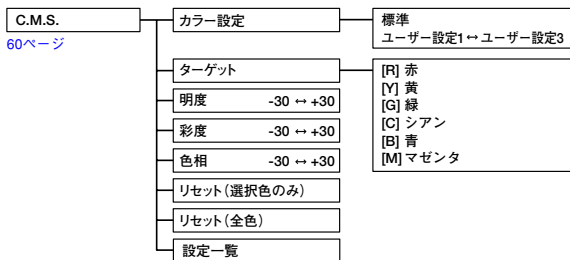 C.M.S.
60ページ
カラー設定
標準
ユーザー設定1 ↔ ユーザー設定3
ターゲット
[R] 赤
[Y] 黄
[G] 緑
[C] シアン
[B] 青
[M] マゼンタ
明度 -30 ↔ +30
彩度 -30 ↔ +30
色相 -30 ↔ +30
リセット（選択色のみ）
リセット（全色）
設定一覧